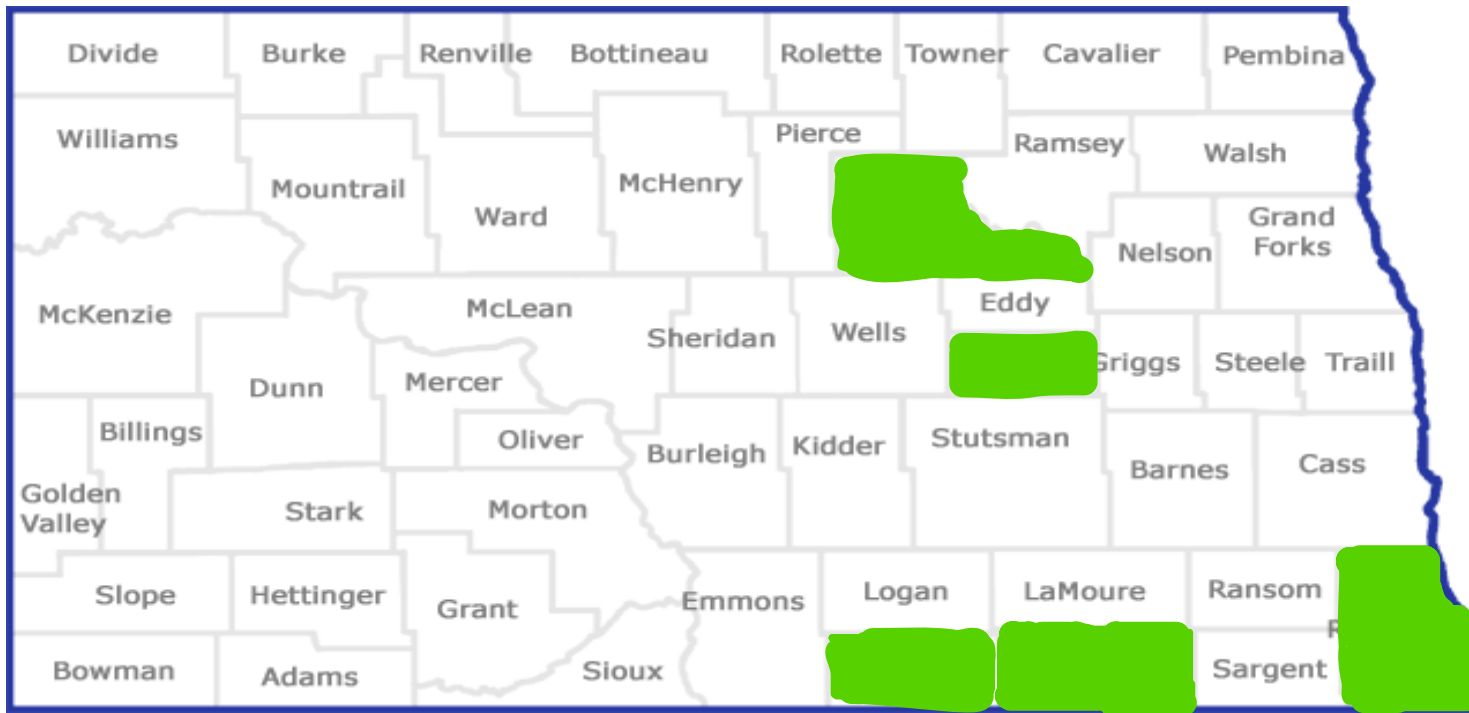 Divide
Burke
Renville
Bottineau
Rolette
Towner
Cavalier
Pembina
Williams
Mountrail
Ward
McHenry
Pierce
Ramsey
Walsh
Nelson
Grand
Forks
McKenzie
McLean
Sheridan
Wells
Eddy
Griggs
Steele
Traill
Dunn
Mercer
Oliver
Billings
Burleigh
Kidder
Stutsman
Barnes
Cass
Golden
Valley
Stark
Morton
Slope
Hettinger
Grant
Emmons
Logan
LaMoure
Ransom
Bowman
Adams
Sioux
Sargent